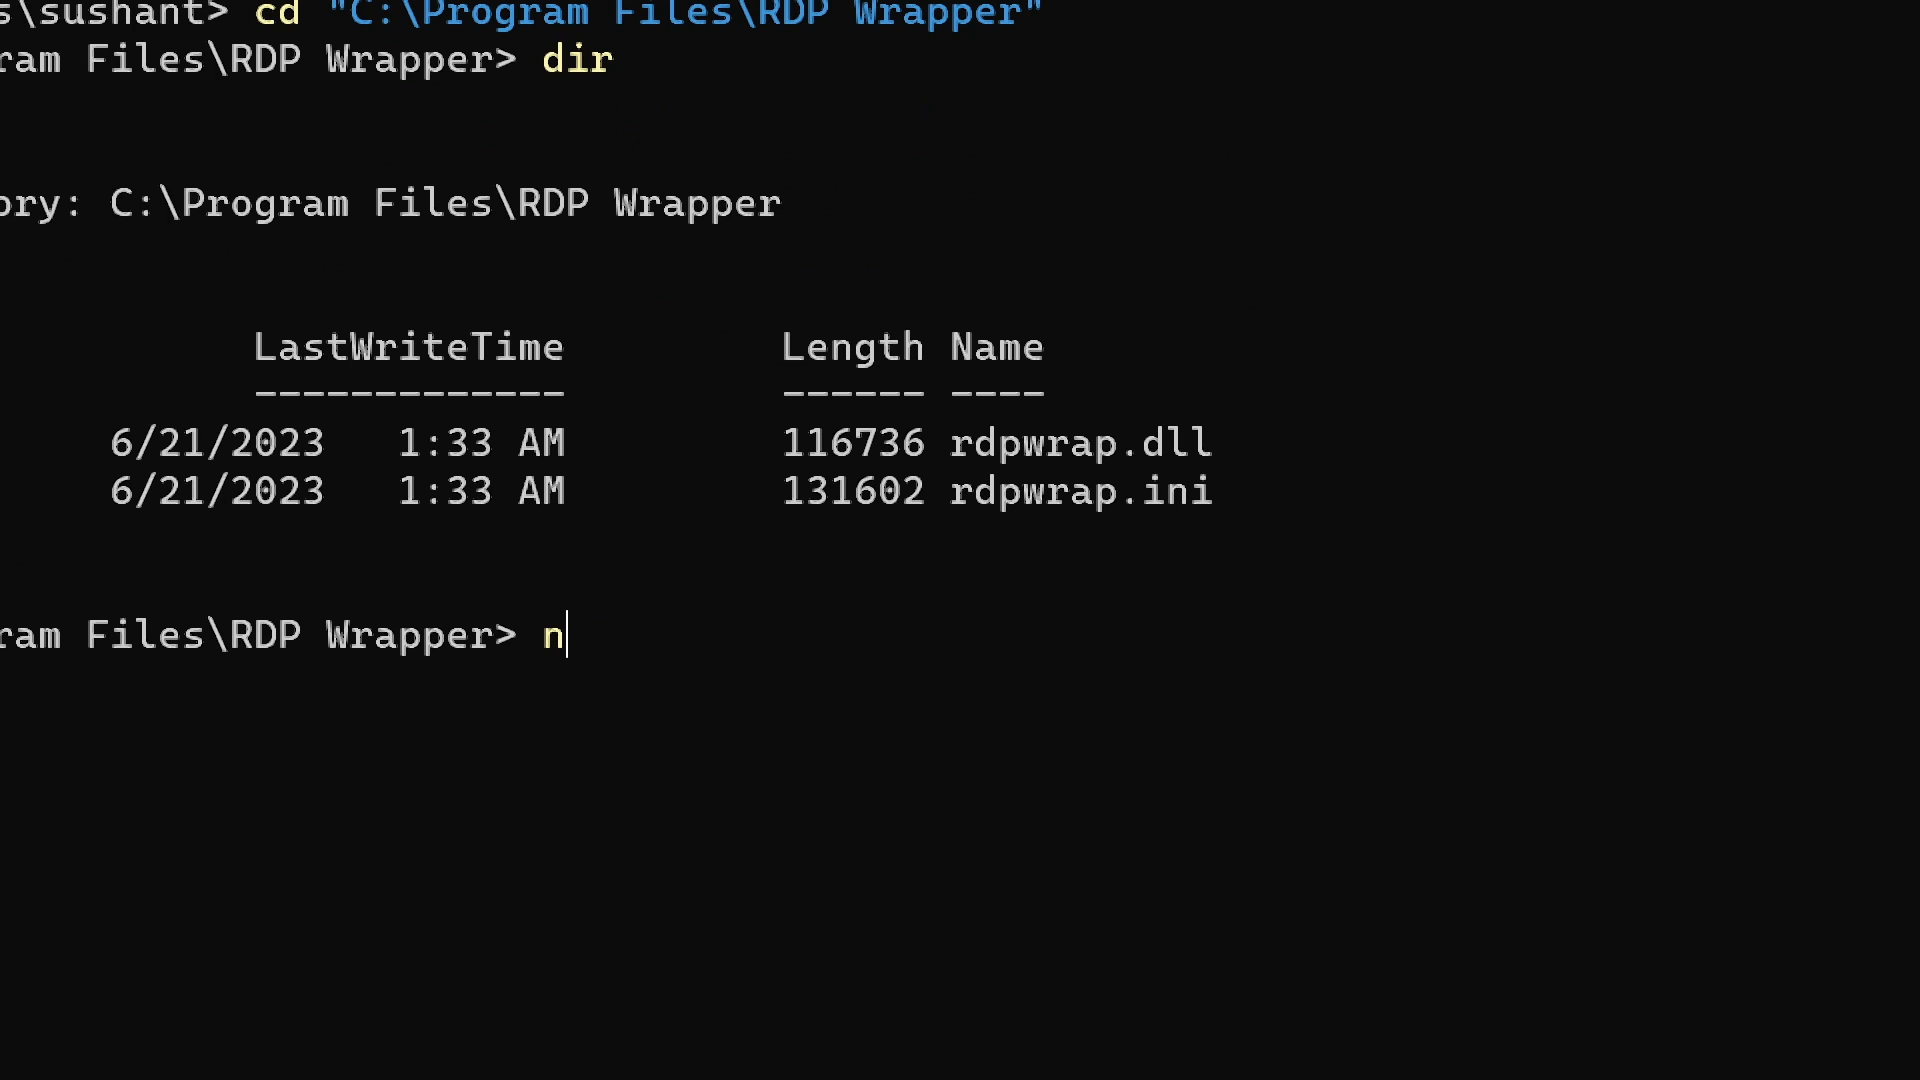 s\sushant> cd "C:\Program Files\RDP Wrapper"
ram Files\RDP Wrapper> dir
ory: C:\Program Files\RDP Wrapper
LastWriteTime Length Name
------------- ------ ----
6/21/2023 1:33 AM 116736 rdpwrap.dll
6/21/2023 1:33 AM 131602 rdpwrap.ini
ram Files\RDP Wrapper> n